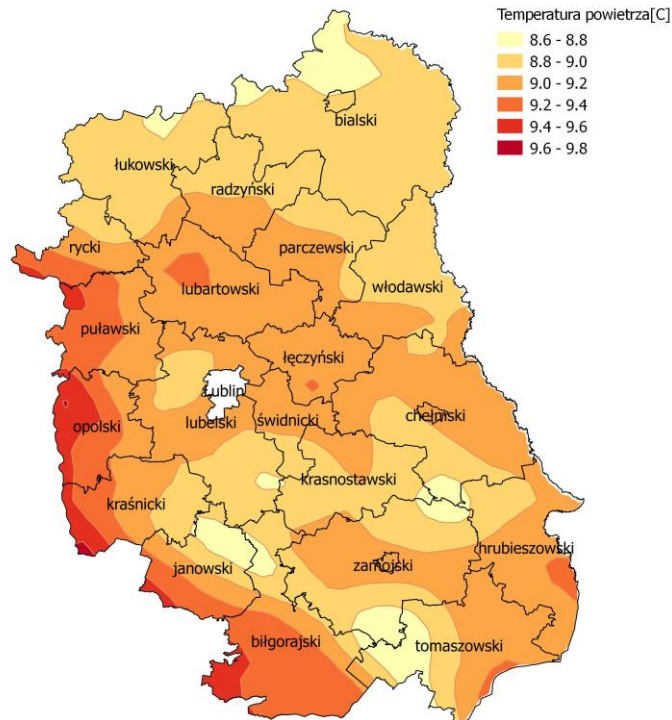 Temperatura powietrza[C]
8.6 - 8.8
8.8 - 9.0
9.0 - 9.2
9.2 - 9.4
9.4 - 9.6
9.6 - 9.8
bialski
łukowski
radzyński
rycki
parczewski
lubartowski
włodawski
puławski
łęczyński
Lublin
opolski
lubelski
świdnicki
chełmski
kraśnicki
krasnostawski
hrubieszowski
janowski
zamojski
biłgorajski
tomaszowski